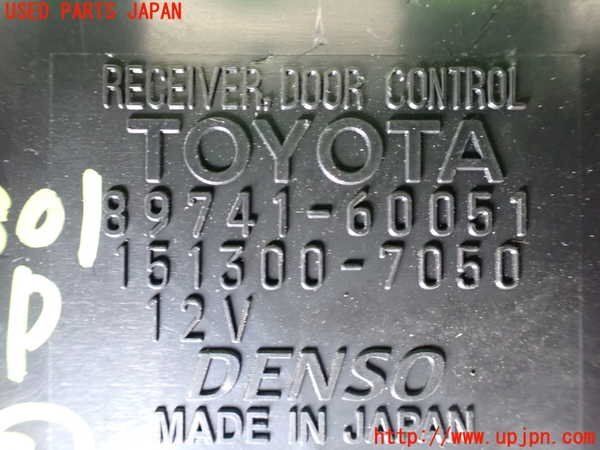 USED PARTS JAPAN
RECEIVER, DOOR CONTROL
TOYOTA
89741-60051
151300-7050
12V
DENSO
MADE IN JAPAN
http://www.upjpn.com